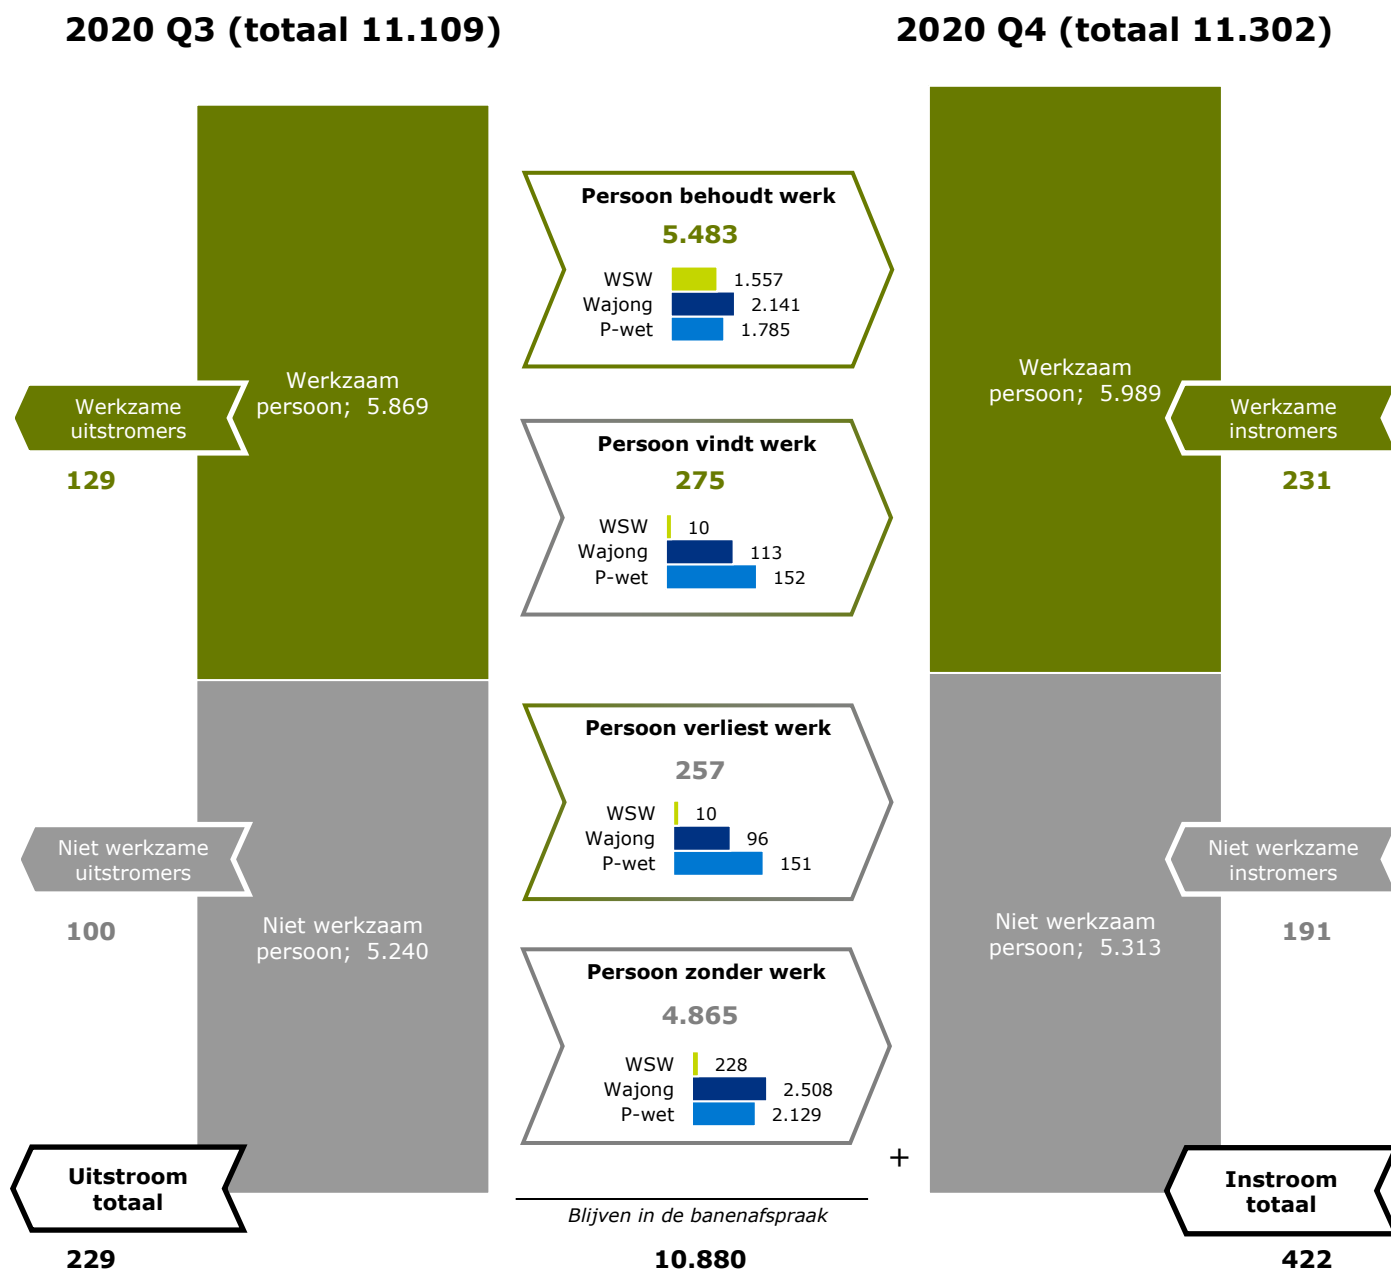 2020 Q3 (totaal 11.109)
2020 Q4 (totaal 11.302)
Werkzaam
persoon; 5.869
Werkzame
uitstromers
129
Niet werkzame
uitstromers
100
Niet werkzaam
persoon; 5.240
Uitstroom
totaal
229
Persoon behoudt werk
5.483
WSW 1.557
Wajong 2.141
P-wet 1.785
Persoon vindt werk
275
WSW 10
Wajong 113
P-wet 152
Persoon verliest werk
257
WSW 10
Wajong 96
P-wet 151
Persoon zonder werk
4.865
WSW 228
Wajong 2.508
P-wet 2.129
+
Blijven in de banenafspraak
10.880
Werkzaam
persoon; 5.989
Werkzame
instromers
231
Niet werkzame
instromers
191
Niet werkzaam
persoon; 5.313
Instroom
totaal
422